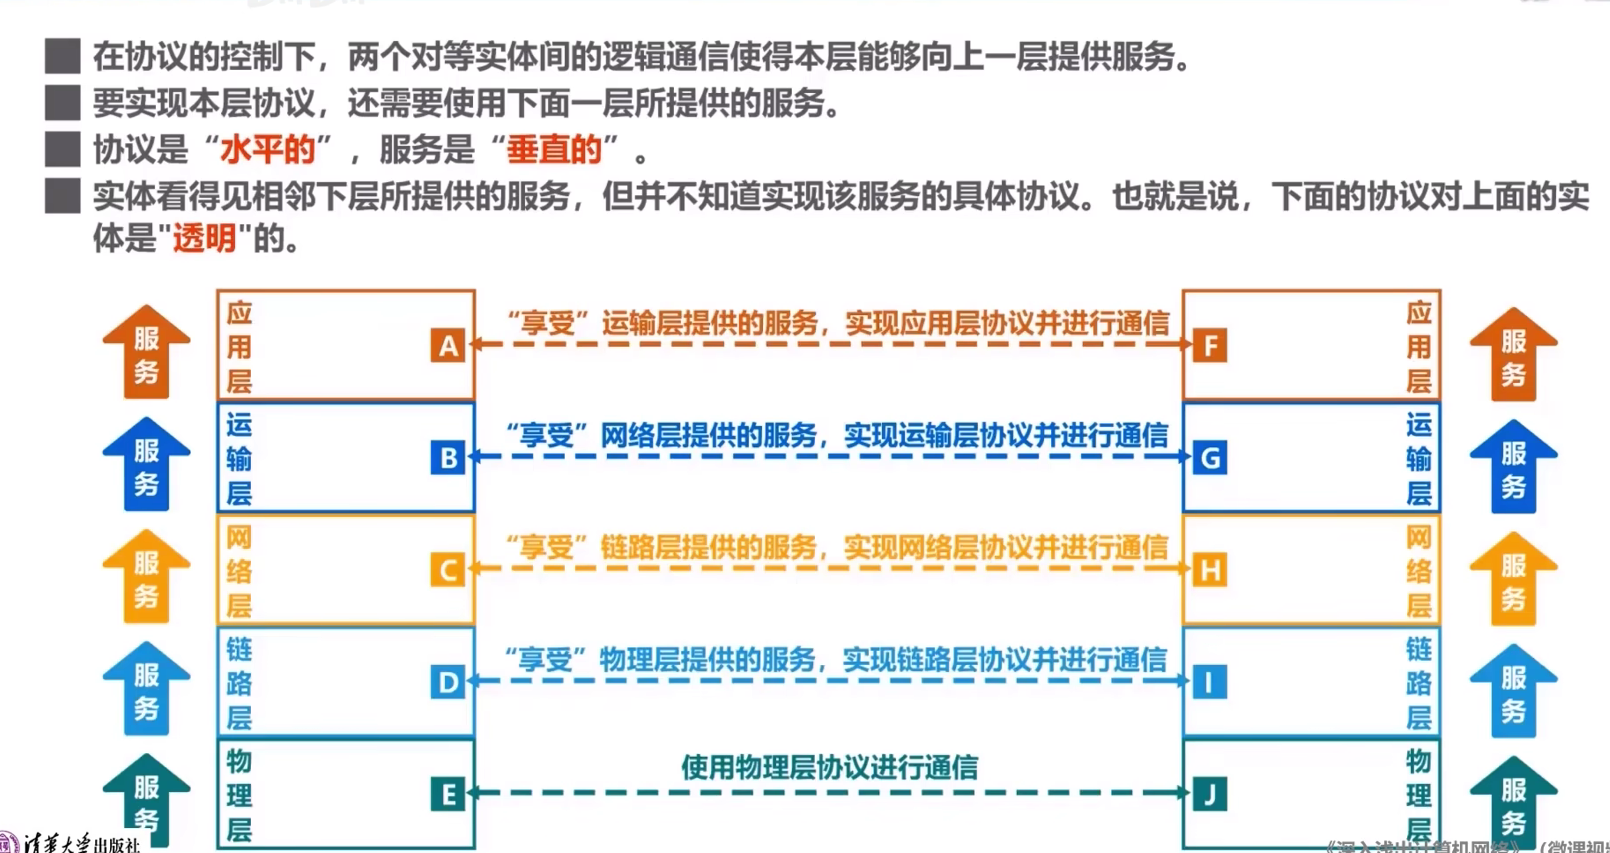 在协议的控制下，两个对等实体间的逻辑通信使得本层能够向上一层提供服务。
要实现本层协议，还需要使用下面一层所提供的服务。
协议是“水平的”，服务是“垂直的”。
实体看得见相邻下层所提供的服务，但并不知道实现该服务的具体协议。也就是说，下面的协议对上面的实
体是"透明"的。
服务
应用层
A
“享受”运输层提供的服务，实现应用层协议并进行通信
F
应用层
服务
服务
运输层
B
“享受”网络层提供的服务，实现运输层协议并进行通信
G
运输层
服务
服务
网络层
C
“享受”链路层提供的服务，实现网络层协议并进行通信
H
网络层
服务
服务
链路层
D
“享受”物理层提供的服务，实现链路层协议并进行通信
I
链路层
服务
服务
物理层
E
使用物理层协议进行通信
J
物理层
服务
清华大学出版社
《深入浅出计算机网络》（微课视